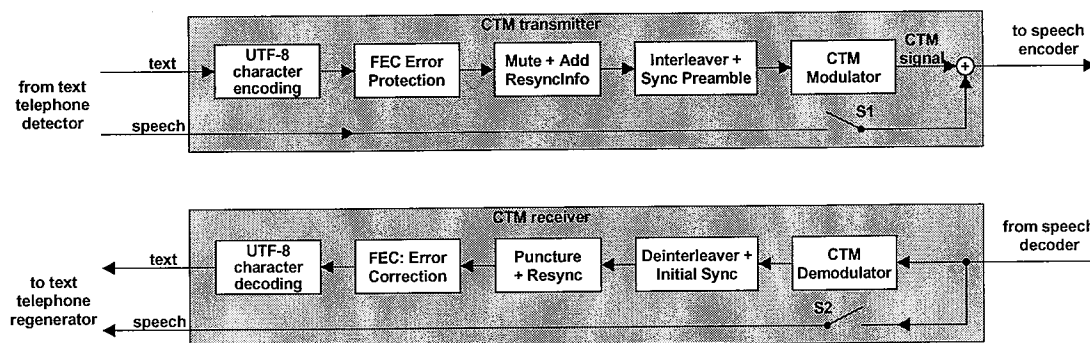 CTM transmitter
to speech
encoder
CTM
signal
text
UTF-8
character
encoding
FEC Error
Protection
Mute + Add
ResyncInfo
Interleaver +
Sync Preamble
CTM
Modulator
+
from text
telephone
detector
speech
S1
CTM receiver
from speech
decoder
text
UTF-8
character
decoding
FEC: Error
Correction
Puncture
+ Resync
Deinterleaver +
Initial Sync
CTM
Demodulator
to text
telephone
regenerator
speech
S2